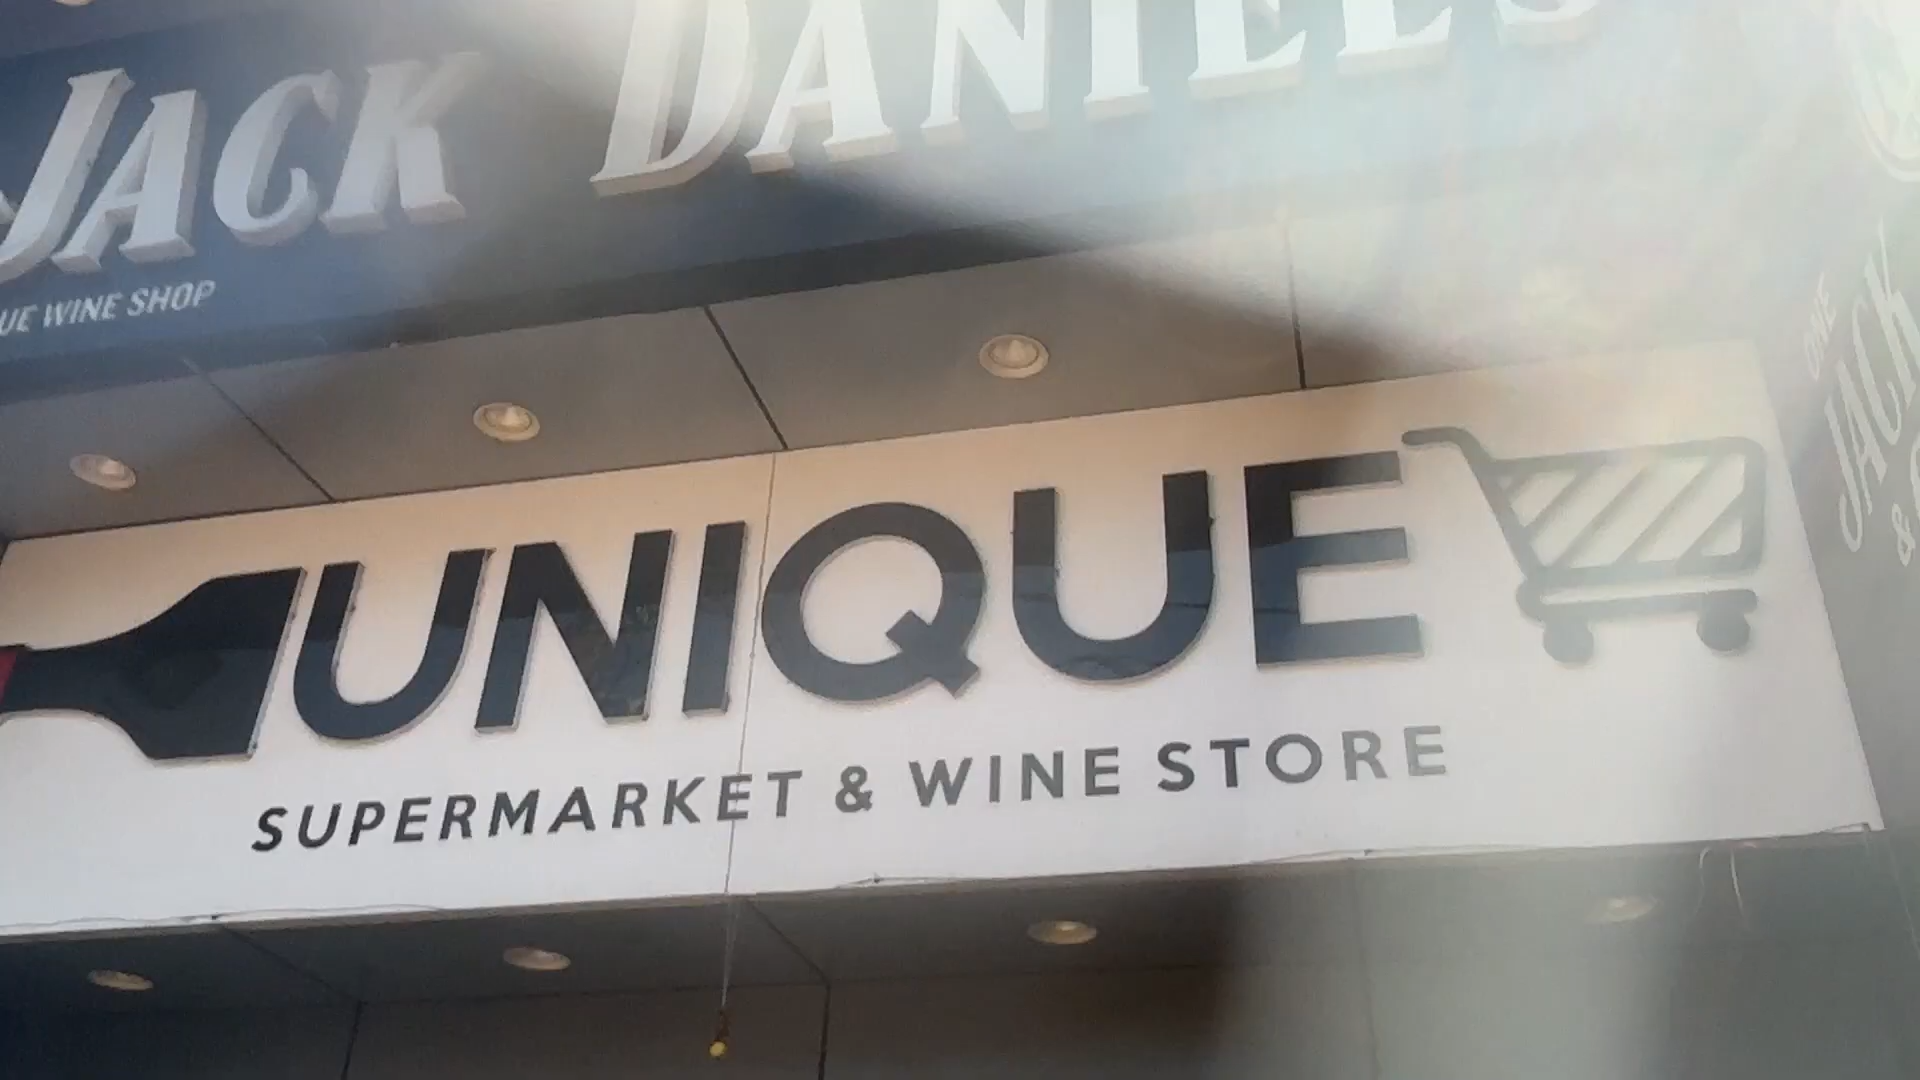 JACK DANIEL'S
UE WINE SHOP
UNIQUE
SUPERMARKET & WINE STORE
JACK
&